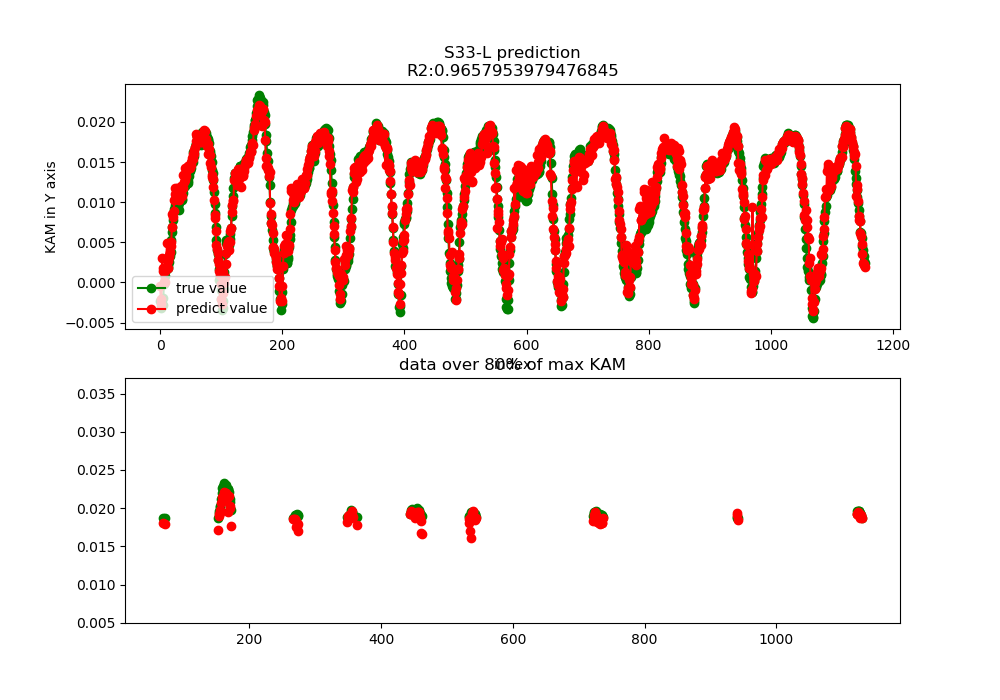 S33-L prediction
R2:0.9657953979476845
KAM in Y axis
0.020
0.015
0.010
0.005
0.000
−0.005
true value
predict value
0 200 400 600 800 1000 1200
index
data over 80% of max KAM
0.035
0.030
0.025
0.020
0.015
0.010
0.005
200 400 600 800 1000